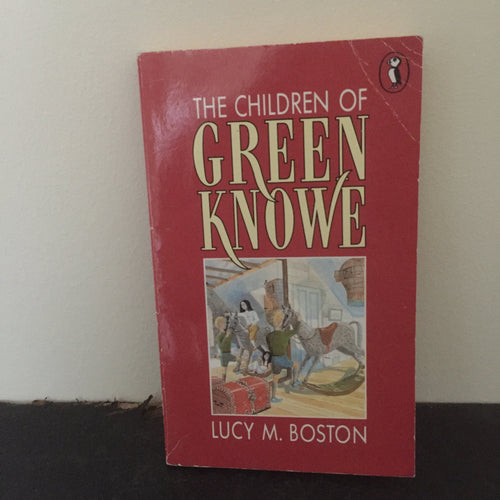 THE CHILDREN OF
GREEN
KNOWE
LUCY M. BOSTON